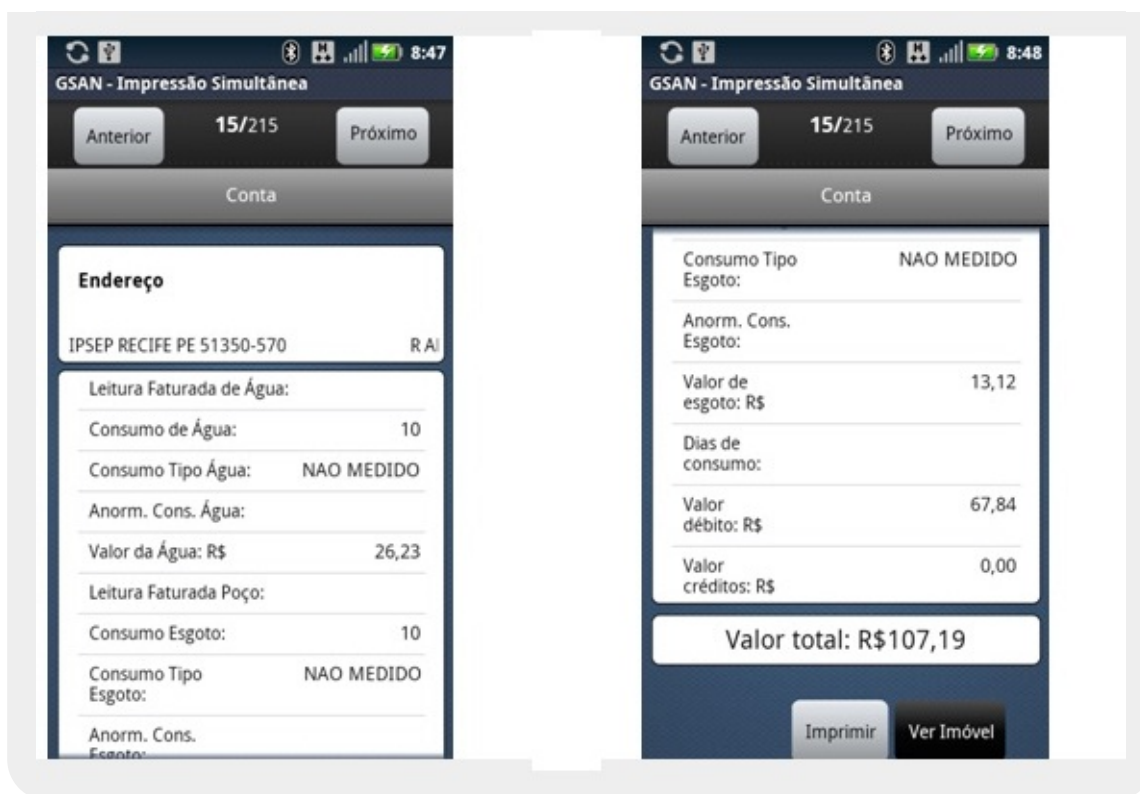 8:47
GSAN - Impressão Simultânea
Anterior
15/215
Próximo
Conta
Endereço
IPSEP RECIFE PE 51350-570 R A
Leitura Faturada de Água:
Consumo de Água: 10
Consumo Tipo Água: NAO MEDIDO
Anorm. Cons. Água:
Valor da Água: R$ 26,23
Leitura Faturada Poço:
Consumo Esgoto: 10
Consumo Tipo
Esgoto:
NAO MEDIDO
Anorm. Cons.
Esgoto:
8:48
GSAN - Impressão Simultânea
Anterior
15/215
Próximo
Conta
Consumo Tipo
Esgoto:
NAO MEDIDO
Anorm. Cons.
Esgoto:
Valor de
esgoto: R$
13,12
Dias de
consumo:
Valor
débito: R$
67,84
Valor
créditos: R$
0,00
Valor total: R$107,19
Imprimir
Ver Imóvel